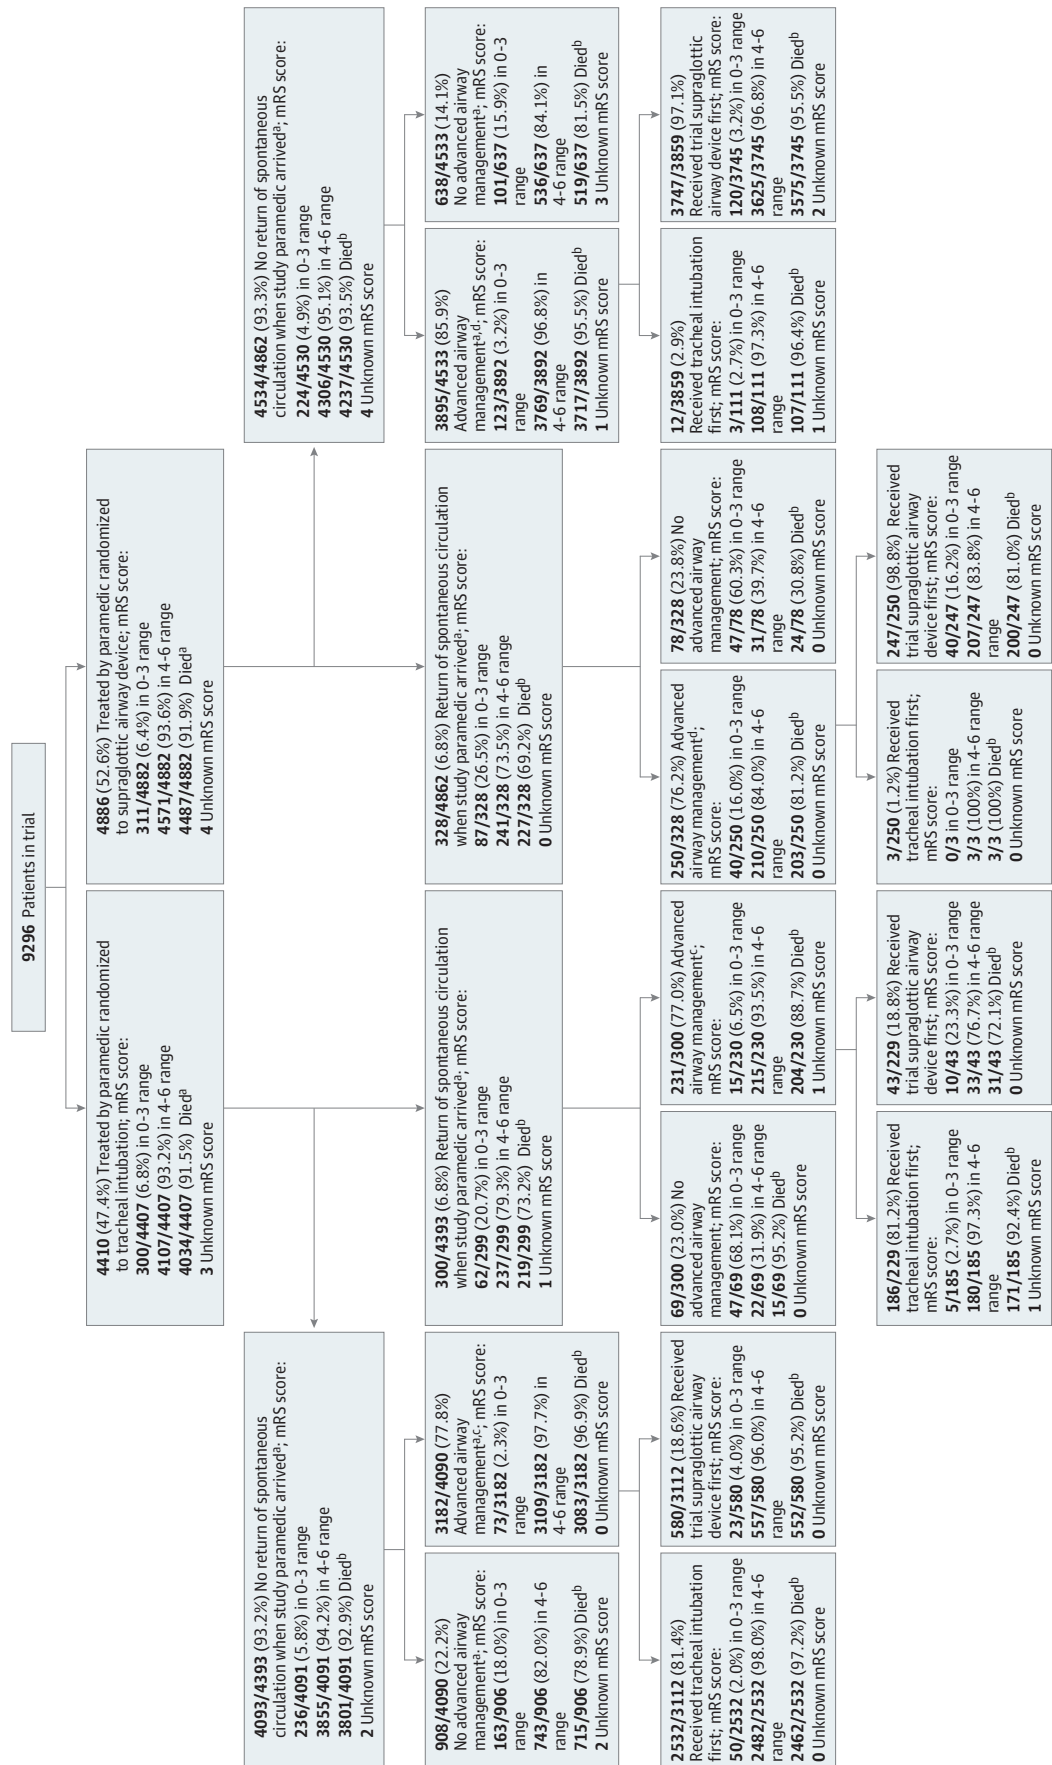 9296 Patients in trial
4410 (47.4%) Treated by paramedic randomized
to tracheal intubation; mRS score:
300/4407 (6.8%) in 0-3 range
4107/4407 (93.2%) in 4-6 range
4034/4407 (91.5%) Diedᵃ
3 Unknown mRS score
4886 (52.6%) Treated by paramedic randomized
to supraglottic airway device; mRS score:
311/4882 (6.4%) in 0-3 range
4571/4882 (93.6%) in 4-6 range
4487/4882 (91.9%) Diedᵃ
4 Unknown mRS score
4093/4393 (93.2%) No return of spontaneous
circulation when study paramedic arrivedᵃ; mRS score:
236/4091 (5.8%) in 0-3 range
3855/4091 (94.2%) in 4-6 range
3801/4091 (92.9%) Diedᵇ
2 Unknown mRS score
4534/4862 (93.3%) No return of spontaneous
circulation when study paramedic arrivedᵃ; mRS score:
224/4530 (4.9%) in 0-3 range
4306/4530 (95.1%) in 4-6 range
4237/4530 (93.5%) Diedᵇ
4 Unknown mRS score
300/4393 (6.8%) Return of spontaneous circulation
when study paramedic arrivedᵃ; mRS score:
62/299 (20.7%) in 0-3 range
237/299 (79.3%) in 4-6 range
219/299 (73.2%) Diedᵇ
1 Unknown mRS score
328/4862 (6.8%) Return of spontaneous circulation
when study paramedic arrivedᵃ; mRS score:
87/328 (26.5%) in 0-3 range
241/328 (73.5%) in 4-6 range
227/328 (69.2%) Diedᵇ
0 Unknown mRS score
908/4090 (22.2%)
No advanced airway
managementᵃ; mRS score:
163/906 (18.0%) in 0-3
range
743/906 (82.0%) in 4-6
range
715/906 (78.9%) Diedᵇ
2 Unknown mRS score
3182/4090 (77.8%)
Advanced airway
managementᵃ,ᶜ; mRS score:
73/3182 (2.3%) in 0-3
range
3109/3182 (97.7%) in
4-6 range
3083/3182 (96.9%) Diedᵇ
0 Unknown mRS score
3895/4533 (85.9%)
Advanced airway
managementᵃ,ᵈ; mRS score:
123/3892 (3.2%) in 0-3
range
3769/3892 (96.8%) in
4-6 range
3717/3892 (95.5%) Diedᵇ
1 Unknown mRS score
638/4533 (14.1%)
No advanced airway
managementᵃ; mRS score:
101/637 (15.9%) in 0-3
range
536/637 (84.1%) in
4-6 range
519/637 (81.5%) Diedᵇ
3 Unknown mRS score
2532/3112 (81.4%)
Received tracheal intubation
first; mRS score:
50/2532 (2.0%) in 0-3 range
2482/2532 (98.0%) in 4-6
range
2462/2532 (97.2%) Diedᵇ
0 Unknown mRS score
580/3112 (18.6%) Received
trial supraglottic airway
device first; mRS score:
23/580 (4.0%) in 0-3 range
557/580 (96.0%) in 4-6
range
552/580 (95.2%) Diedᵇ
0 Unknown mRS score
69/300 (23.0%) No
advanced airway
management; mRS score:
47/69 (68.1%) in 0-3 range
22/69 (31.9%) in 4-6 range
15/69 (95.2%) Diedᵇ
0 Unknown mRS score
231/300 (77.0%) Advanced
airway managementᶜ;
mRS score:
15/230 (6.5%) in 0-3 range
215/230 (93.5%) in 4-6
range
204/230 (88.7%) Diedᵇ
1 Unknown mRS score
250/328 (76.2%) Advanced
airway managementᵈ;
mRS score:
40/250 (16.0%) in 0-3 range
210/250 (84.0%) in 4-6
range
203/250 (81.2%) Diedᵇ
0 Unknown mRS score
78/328 (23.8%) No
advanced airway
management; mRS score:
47/78 (60.3%) in 0-3 range
31/78 (39.7%) in 4-6
range
24/78 (30.8%) Diedᵇ
0 Unknown mRS score
12/3859 (2.9%)
Received tracheal intubation
first; mRS score:
3/111 (2.7%) in 0-3 range
108/111 (97.3%) in 4-6
range
107/111 (96.4%) Diedᵇ
1 Unknown mRS score
3747/3859 (97.1%)
Received trial supraglottic
airway device first; mRS score:
120/3745 (3.2%) in 0-3 range
3625/3745 (96.8%) in 4-6
range
3575/3745 (95.5%) Diedᵇ
2 Unknown mRS score
186/229 (81.2%) Received
tracheal intubation first;
mRS score:
5/185 (2.7%) in 0-3 range
180/185 (97.3%) in 4-6
range
171/185 (92.4%) Diedᵇ
1 Unknown mRS score
43/229 (18.8%) Received
trial supraglottic airway
device first; mRS score:
10/43 (23.3%) in 0-3 range
33/43 (76.7%) in 4-6 range
31/43 (72.1%) Diedᵇ
0 Unknown mRS score
3/250 (1.2%) Received
tracheal intubation first;
mRS score:
0/3 in 0-3 range
3/3 (100%) in 4-6 range
3/3 (100%) Diedᵇ
0 Unknown mRS score
247/250 (98.8%) Received
trial supraglottic airway
device first; mRS score:
40/247 (16.2%) in 0-3 range
207/247 (83.8%) in 4-6
range
200/247 (81.0%) Diedᵇ
0 Unknown mRS score